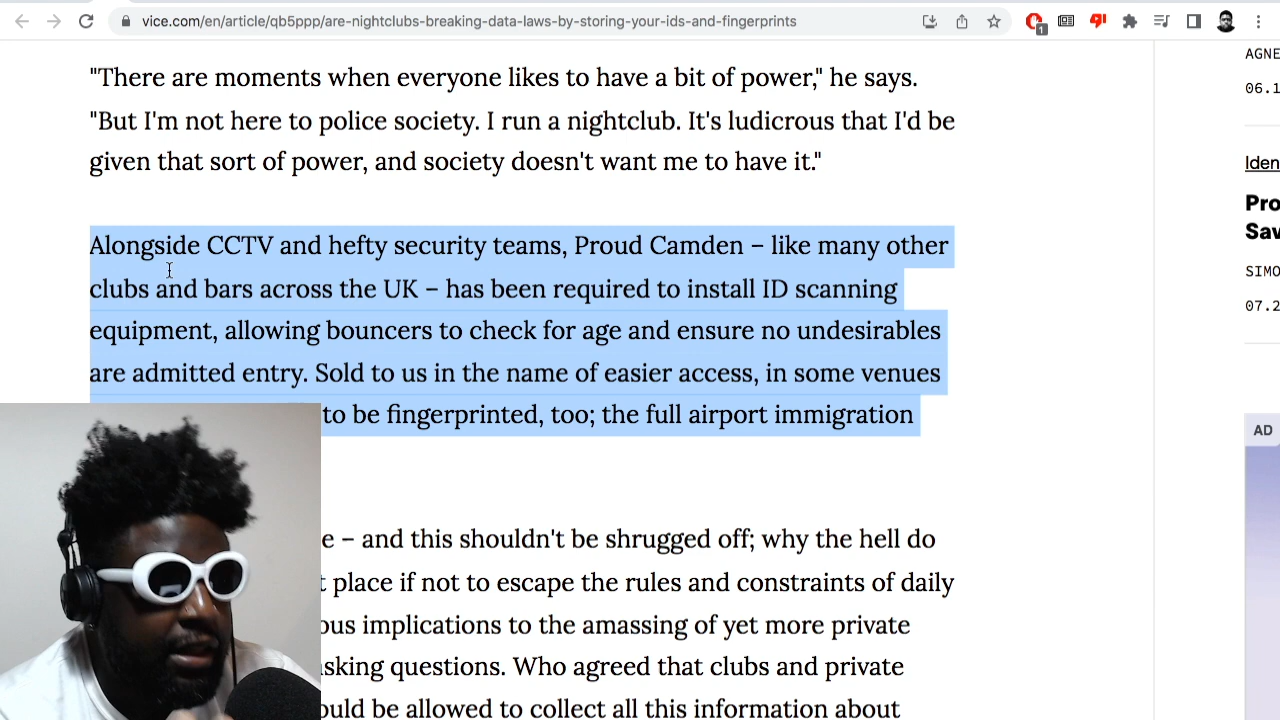 vice.com/en/article/qb5ppp/are-nightclubs-breaking-data-laws-by-storing-your-ids-and-fingerprints
1
"There are moments when everyone likes to have a bit of power," he says.
"But I'm not here to police society. I run a nightclub. It's ludicrous that I'd be
given that sort of power, and society doesn't want me to have it."
Alongside CCTV and hefty security teams, Proud Camden – like many other
clubs and bars across the UK – has been required to install ID scanning
equipment, allowing bouncers to check for age and ensure no undesirables
are admitted entry. Sold to us in the name of easier access, in some venues
to be fingerprinted, too; the full airport immigration
e – and this shouldn't be shrugged off; why the hell do
t place if not to escape the rules and constraints of daily
ous implications to the amassing of yet more private
asking questions. Who agreed that clubs and private
ould be allowed to collect all this information about
AGNE
06.1
Iden
Pro
Sav
SIMO
07.2
AD